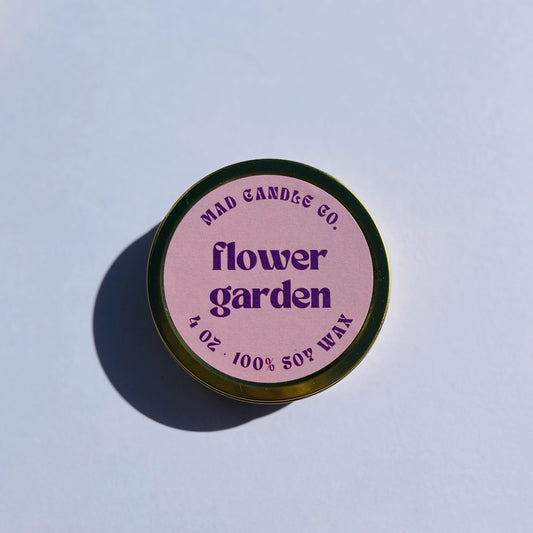 MAD CANDLE CO.
flower
garden
4 OZ · 100% SOY WAX